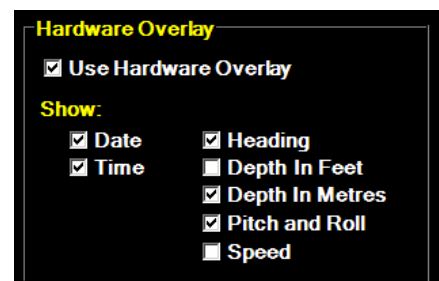 Hardware Overlay
Use Hardware Overlay
Show:
Date Heading
Time Depth In Feet
Depth In Metres
Pitch and Roll
Speed